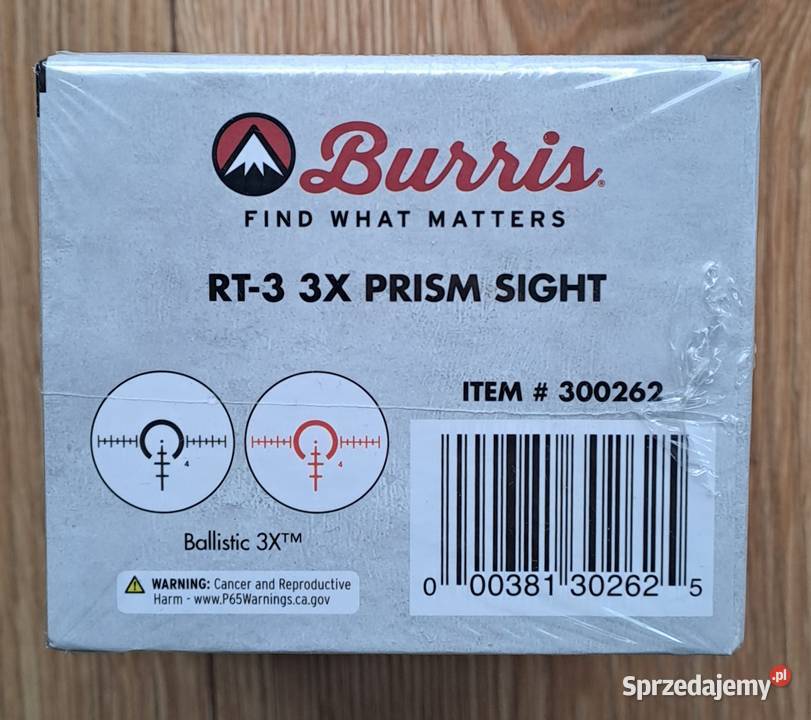 Burris®
FIND WHAT MATTERS
RT-3 3X PRISM SIGHT
ITEM # 300262
4
4
Ballistic 3X™
WARNING: Cancer and Reproductive
Harm - www.P65Warnings.ca.gov
0 00381 30262 5
Sprzedajemy.pl